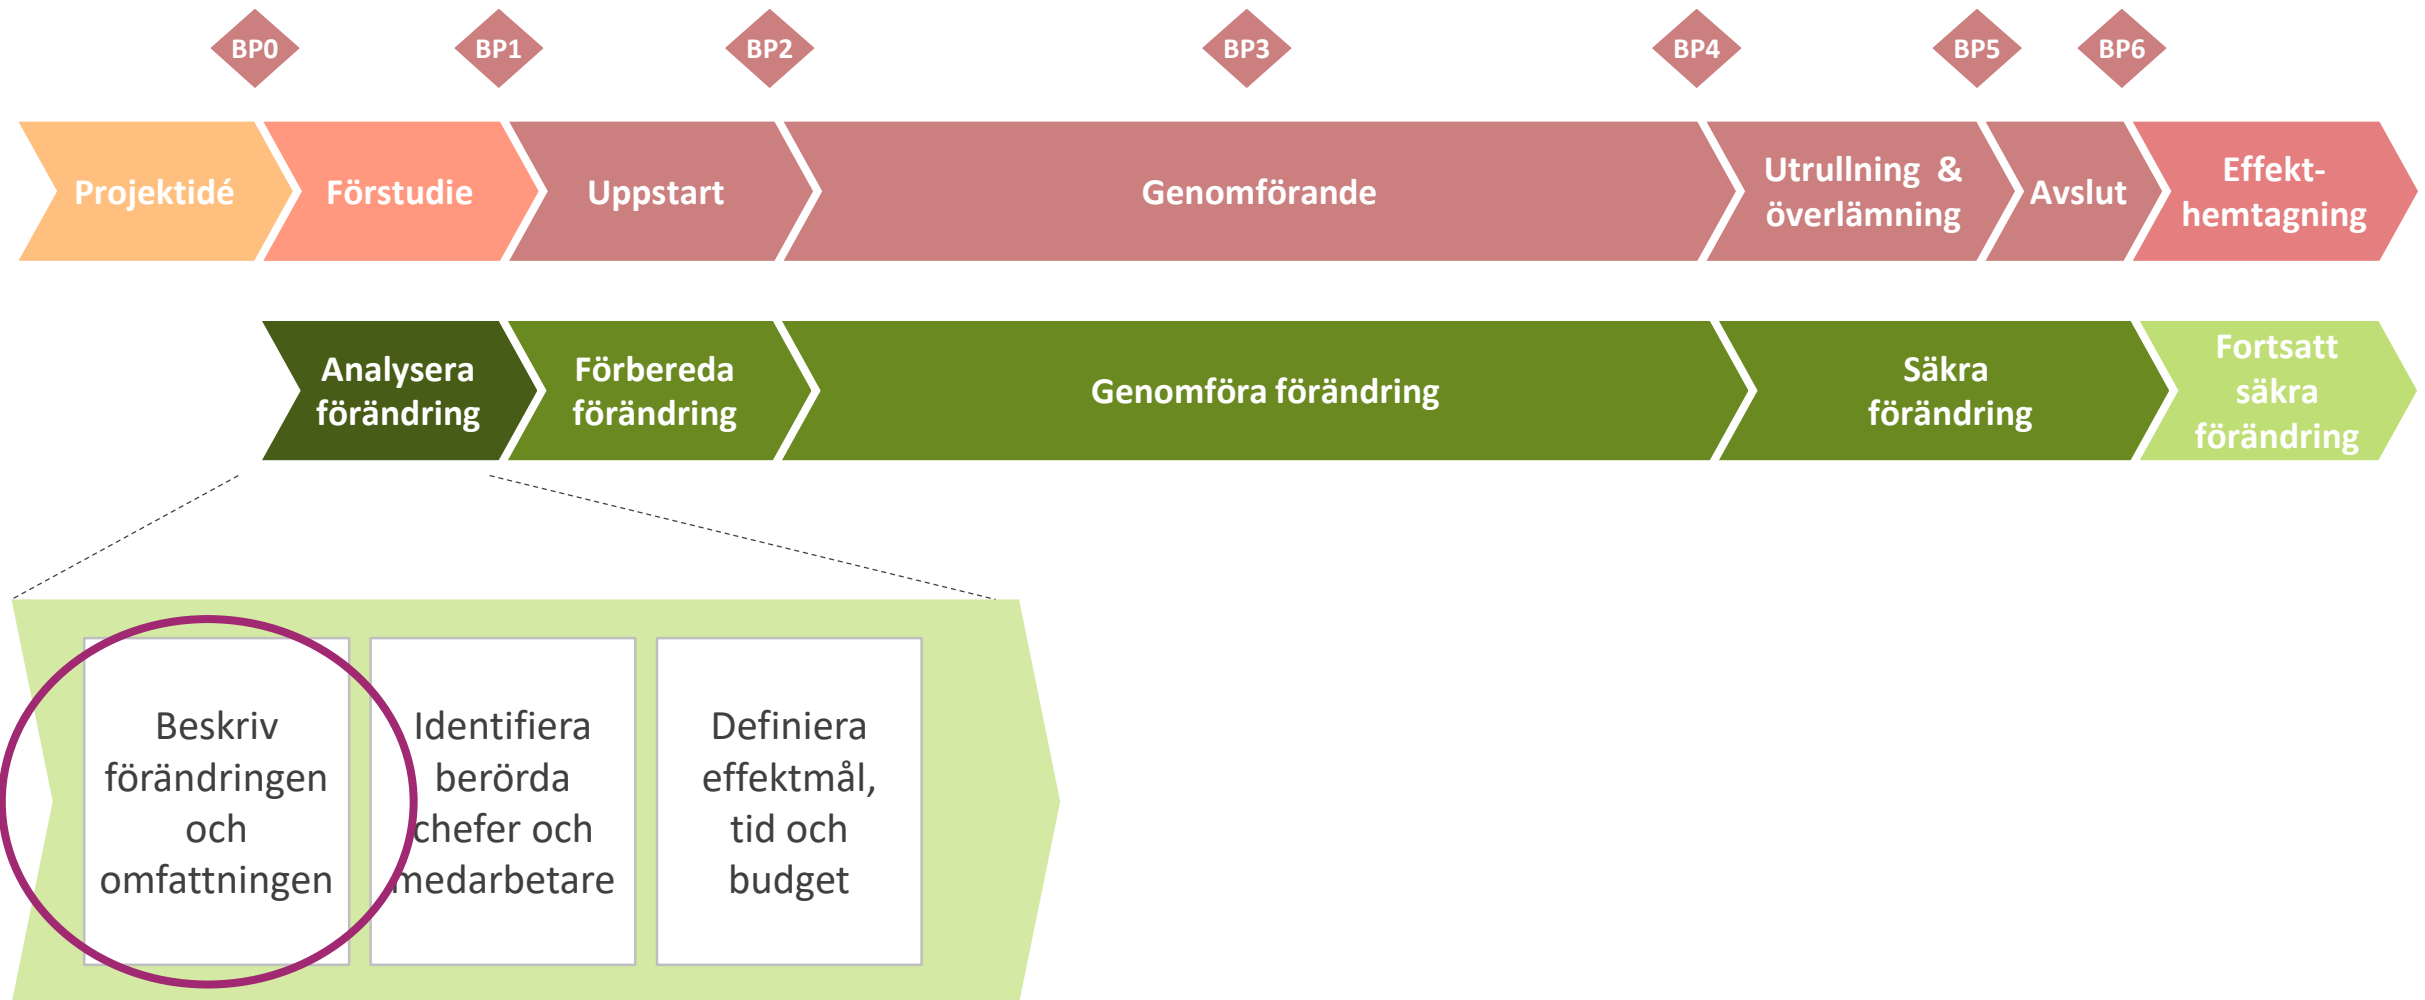 BP0 BP1 BP2 BP3 BP4 BP5 BP6
Projektidé
Förstudie
Uppstart
Genomförande
Utrullning &
överlämning
Avslut
Effekt-
hemtagning
Analysera
förändring
Förbereda
förändring
Genomföra förändring
Säkra
förändring
Fortsatt
säkra
förändring
Beskriv
förändringen
och
omfattningen
Identifiera
berörda
chefer och
medarbetare
Definiera
effektmål,
tid och
budget